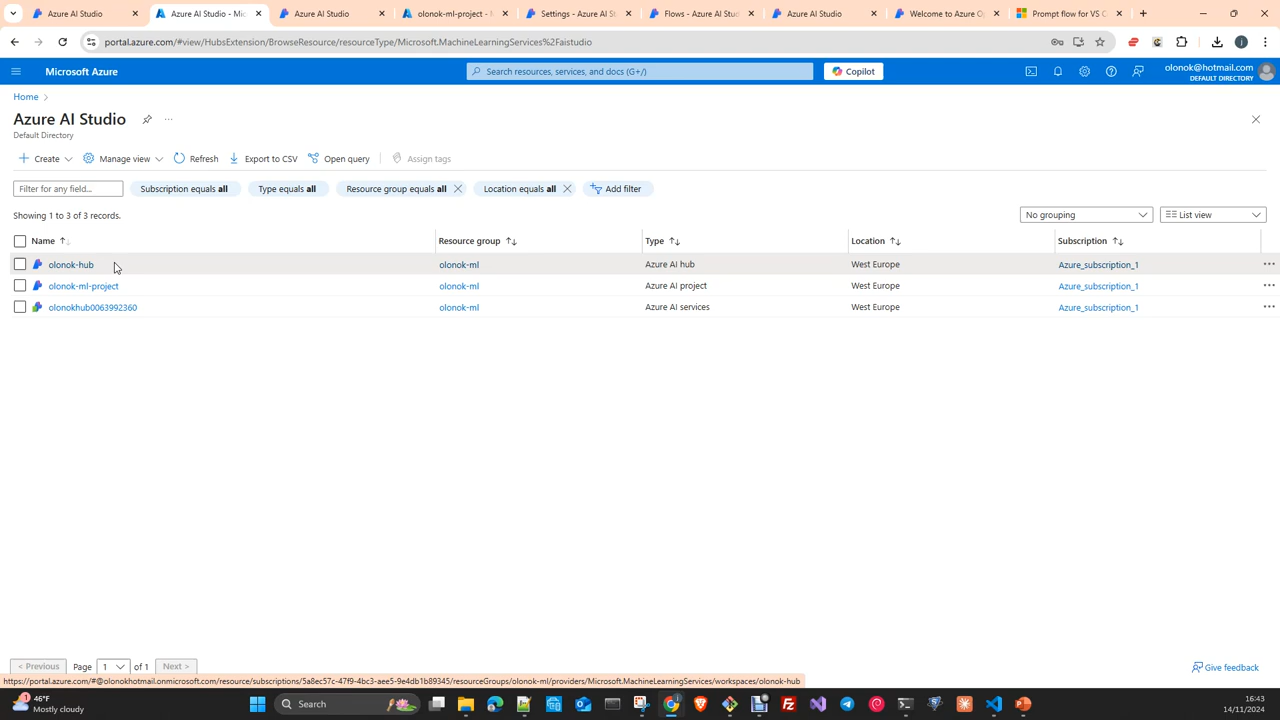 Azure AI Studio
Azure AI Studio - Mic
Azure AI Studio
olonok-ml-project - M
Settings - Azure AI St
Flows - Azure AI Stud
Azure AI Studio
Welcome to Azure Op
Prompt flow for VS C
portal.azure.com/#view/HubsExtension/BrowseResource/resourceType/Microsoft.MachineLearningServices%2Faistudio
Microsoft Azure
Search resources, services, and docs (G+/)
Copilot
olonok@hotmail.com
DEFAULT DIRECTORY
Home
Azure AI Studio
Default Directory
Create
Manage view
Refresh
Export to CSV
Open query
Assign tags
Filter for any field...
Subscription equals all
Type equals all
Resource group equals all
Location equals all
Add filter
Showing 1 to 3 of 3 records.
No grouping
List view
Name Resource group Type Location Subscription
olonok-hub olonok-ml Azure AI hub West Europe Azure_subscription_1
olonok-ml-project olonok-ml Azure AI project West Europe Azure_subscription_1
olonokhub0063992360 olonok-ml Azure AI services West Europe Azure_subscription_1
< Previous Page 1 of 1 Next >
Give feedback
https://portal.azure.com/#@olonokhotmail.onmicrosoft.com/resource/subscriptions/5a8ec57c-47f9-4bc3-aee5-9e4db1b89345/resourceGroups/olonok-ml/providers/Microsoft.MachineLearningServices/workspaces/olonok-hub
46°F
Mostly cloudy
Search
16:43
14/11/2024